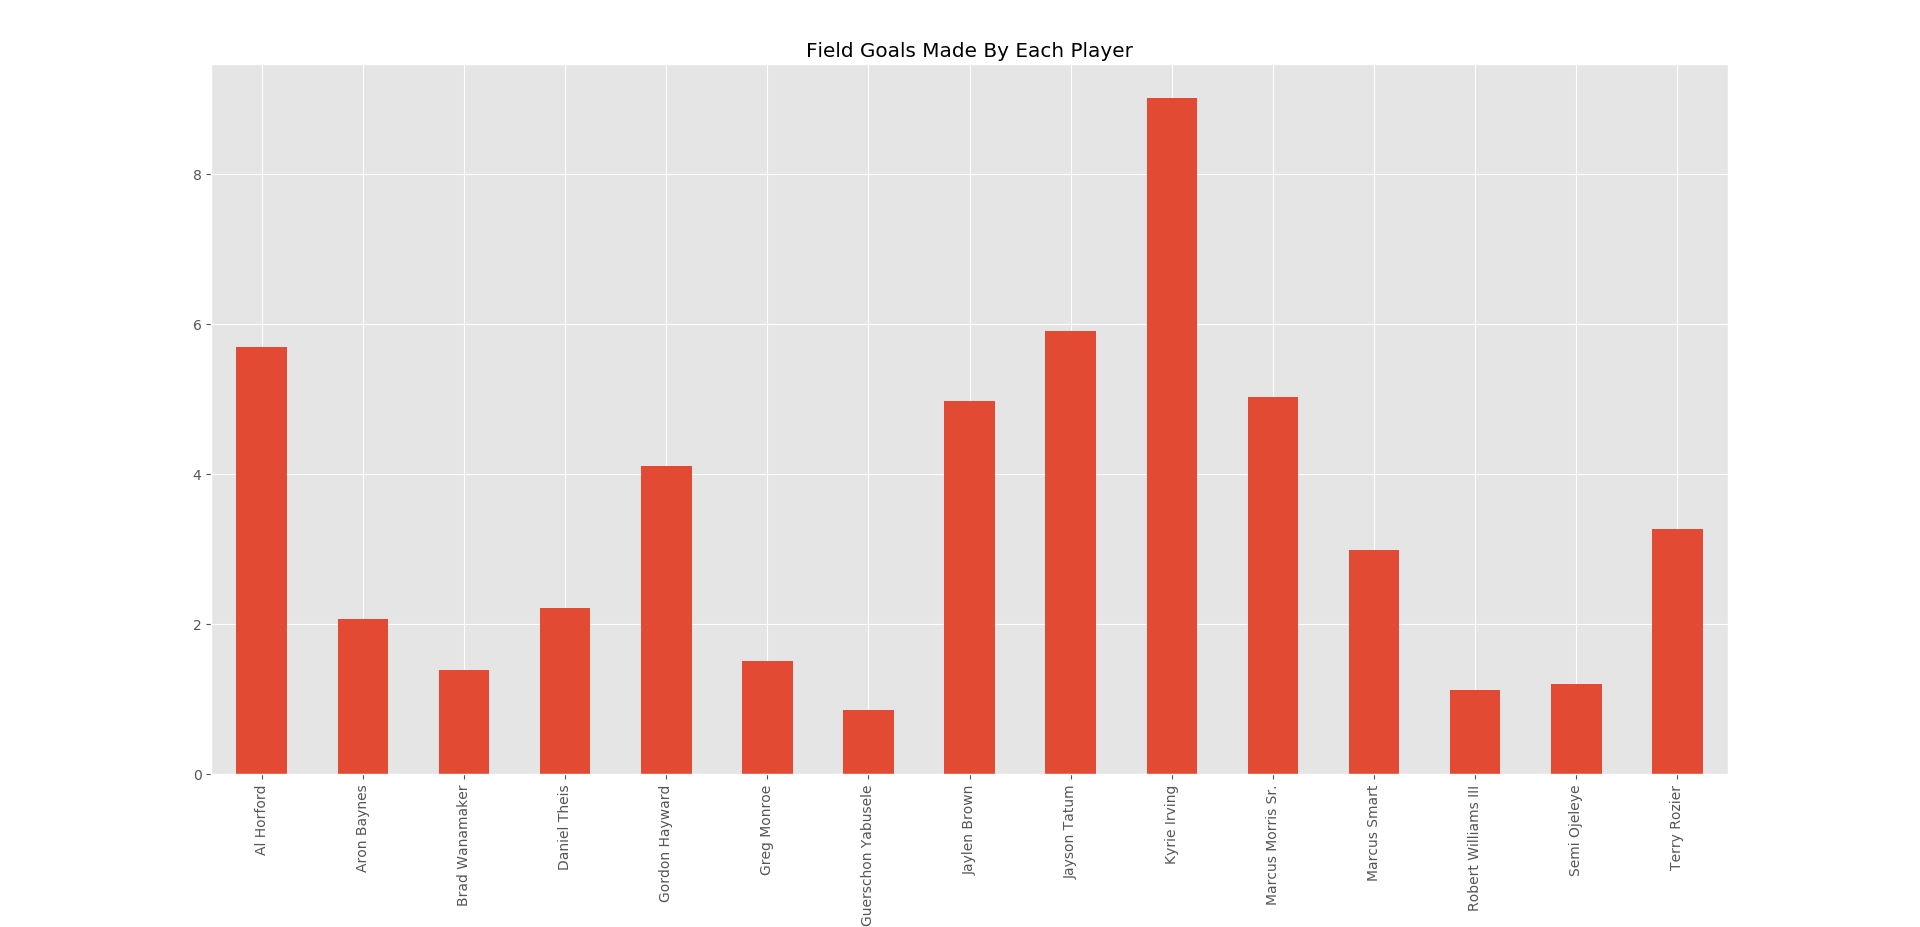 Field Goals Made By Each Player
8
6
4
2
0
Al Horford
Aron Baynes
Brad Wanamaker
Daniel Theis
Gordon Hayward
Greg Monroe
Guerschon Yabusele
Jaylen Brown
Jayson Tatum
Kyrie Irving
Marcus Morris Sr.
Marcus Smart
Robert Williams III
Semi Ojeleye
Terry Rozier